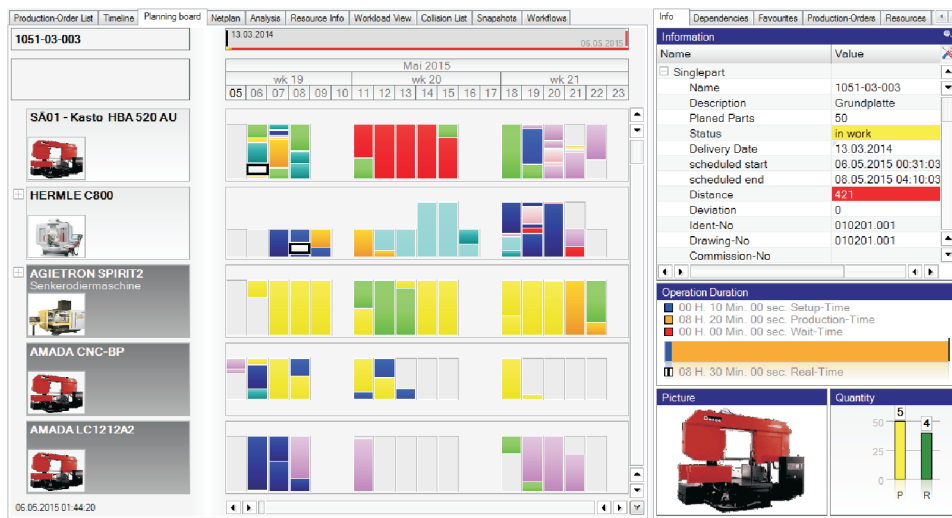 Production-Order List Timeline Planning board Netplan Analysis Resource Info Workload View Collision List Snapshots Workflows
1051-03-003
13.03.2014
06.05.2015
Mai 2015
wk 19 wk 20 wk 21
05 06 07 08 09 10 11 12 13 14 15 16 17 18 19 20 21 22 23
SÄ01 - Kasto HBA 520 AU
HERMLE C800
AGIETRON SPIRIT2
Senkerodiermaschine
AMADA CNC-BP
AMADA LC1212A2
06.05.2015 01:44:20
Info Dependencies Favourites Production-Orders Resources
Information
Name Value
Singlepart
Name 1051-03-003
Description Grundplatte
Planed Parts 50
Status in work
Delivery Date 13.03.2014
scheduled start 06.05.2015 00:31:03
scheduled end 08.05.2015 04:10:03
Distance 421
Deviation 0
Ident-No 010201.001
Drawing-No 010201.001
Commission-No
Operation Duration
00 H. 10 Min. 00 sec. Setup-Time
08 H. 20 Min. 00 sec. Production-Time
00 H. 00 Min. 00 sec. Wait-Time
08 H. 30 Min. 00 sec. Real-Time
Picture
Quantity
5
4
50
25
0
P R